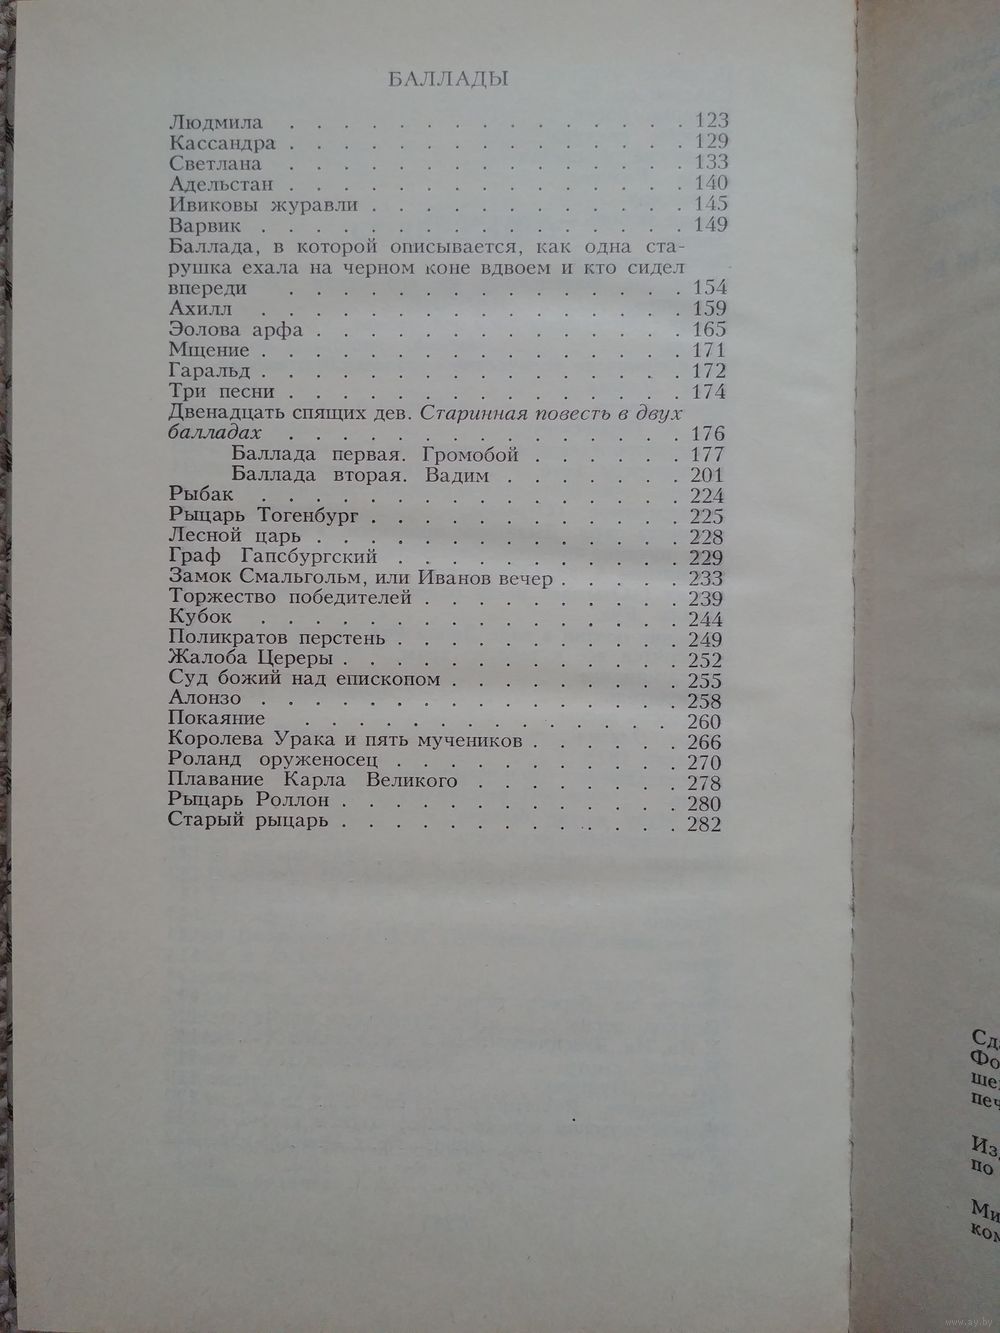 БАЛЛАДЫ
Людмила . . . . . . . . . . . . . . . 123
Кассандра . . . . . . . . . . . . . . . 129
Светлана . . . . . . . . . . . . . . . 133
Адельстан . . . . . . . . . . . . . . . 140
Ивиковы журавли . . . . . . . . . . . . 145
Варвик . . . . . . . . . . . . . . . . 149
Баллада, в которой описывается, как одна ста-
рушка ехала на черном коне вдвоем и кто сидел
впереди . . . . . . . . . . . . . . . 154
Ахилл . . . . . . . . . . . . . . . . 159
Эолова арфа . . . . . . . . . . . . . . 165
Мщение . . . . . . . . . . . . . . . . 171
Гаральд . . . . . . . . . . . . . . . . 172
Три песни . . . . . . . . . . . . . . . 174
Двенадцать спящих дев. Старинная повесть в двух
балладах . . . . . . . . . . . . . . . 176
Баллада первая. Громобой . . . . . . 177
Баллада вторая. Вадим . . . . . . . 201
Рыбак . . . . . . . . . . . . . . . . 224
Рыцарь Тогенбург . . . . . . . . . . . . 225
Лесной царь . . . . . . . . . . . . . . 228
Граф Гапсбургский . . . . . . . . . . . 229
Замок Смальгольм, или Иванов вечер . . . . . 233
Торжество победителей . . . . . . . . . . 239
Кубок . . . . . . . . . . . . . . . . 244
Поликратов перстень . . . . . . . . . . . 249
Жалоба Цереры . . . . . . . . . . . . . 252
Суд божий над епископом . . . . . . . . . 255
Алонзо . . . . . . . . . . . . . . . . 258
Покаяние . . . . . . . . . . . . . . 260
Королева Урака и пять мучеников . . . . . . 266
Роланд оруженосец . . . . . . . . . . . 270
Плавание Карла Великого . . . . . . . . 278
Рыцарь Роллон . . . . . . . . . . . . . 280
Старый рыцарь . . . . . . . . . . . . . 282
по
www.ay.by